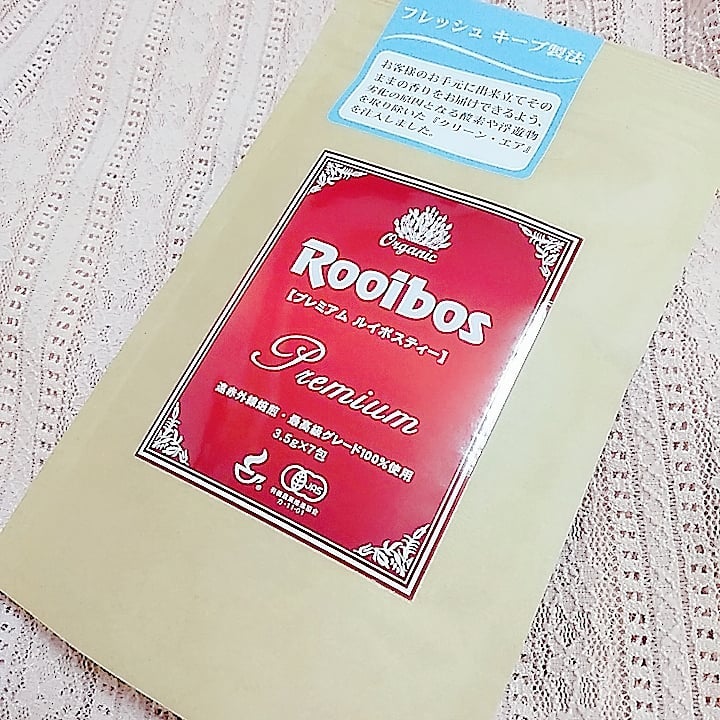 フレッシュ キープ製法
お客様のお手元に出来立てその
ままの香りをお届けできるよう、
劣化の原因となる酸素や浮遊物
を取り除いた『クリーン・エア』
を注入しました。
Organic
Rooibos
【プレミアム ルイボスティー】
Premium
遠赤外線焙煎・最高級グレード100%使用
3.5g×7包
JAS